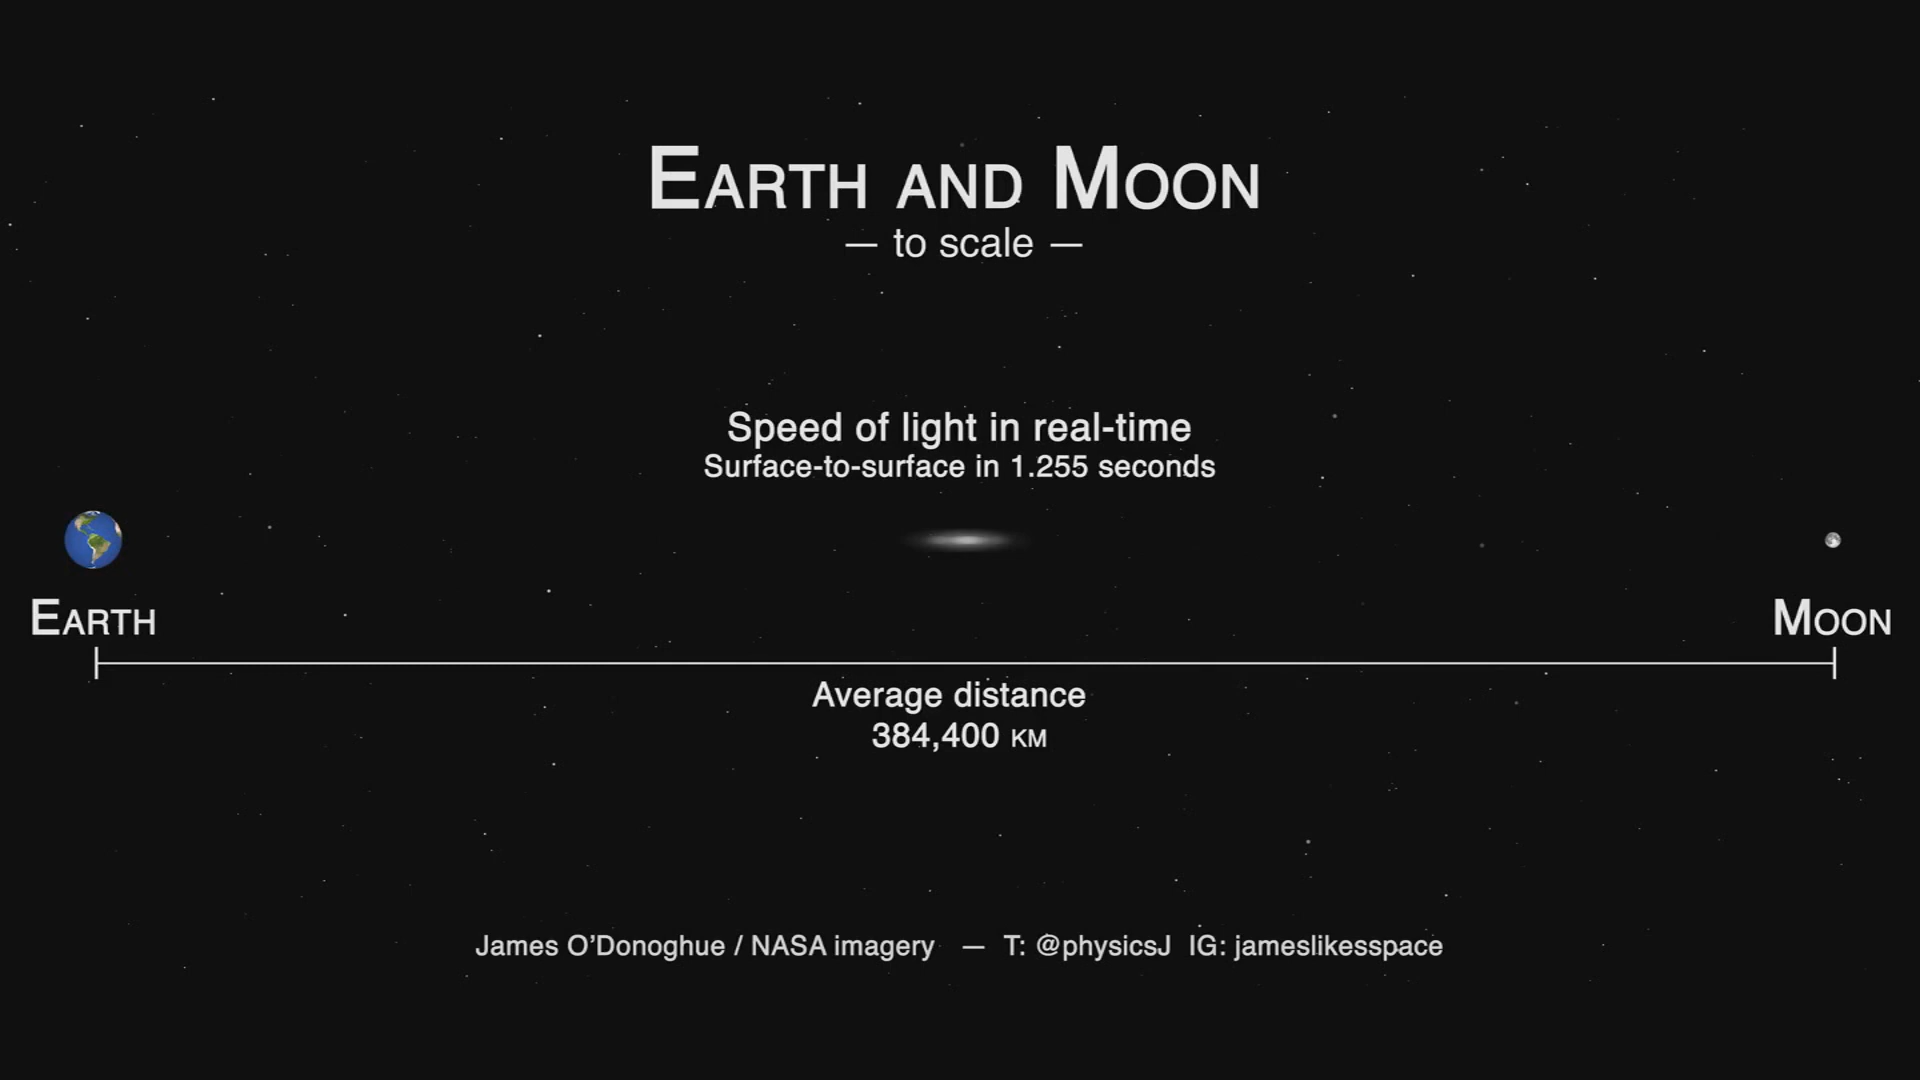 EARTH AND MOON
— to scale —
Speed of light in real-time
Surface-to-surface in 1.255 seconds
EARTH
MOON
Average distance
384,400 KM
James O’Donoghue / NASA imagery — T: @physicsJ IG: jameslikesspace